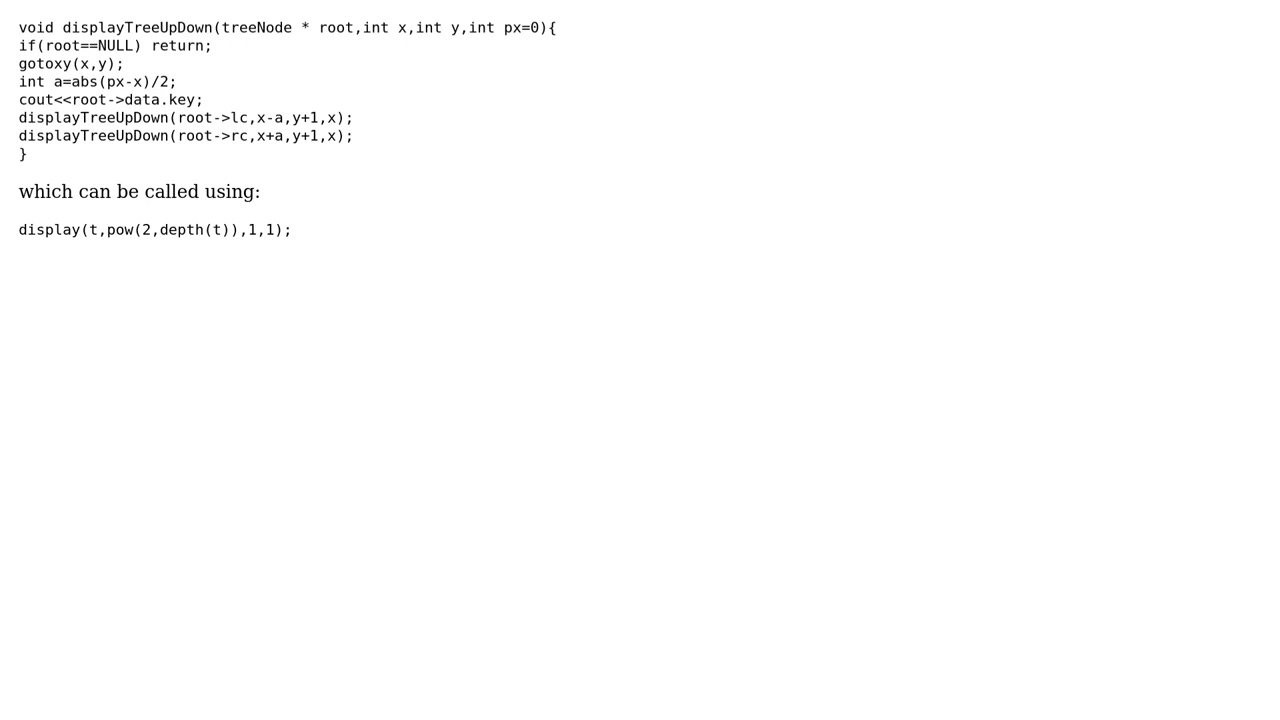 void displayTreeUpDown(treeNode * root,int x,int y,int px=0){
if(root==NULL) return;
gotoxy(x,y);
int a=abs(px-x)/2;
cout<<root->data.key;
displayTreeUpDown(root->lc,x-a,y+1,x);
displayTreeUpDown(root->rc,x+a,y+1,x);
}
which can be called using:
display(t,pow(2,depth(t)),1,1);